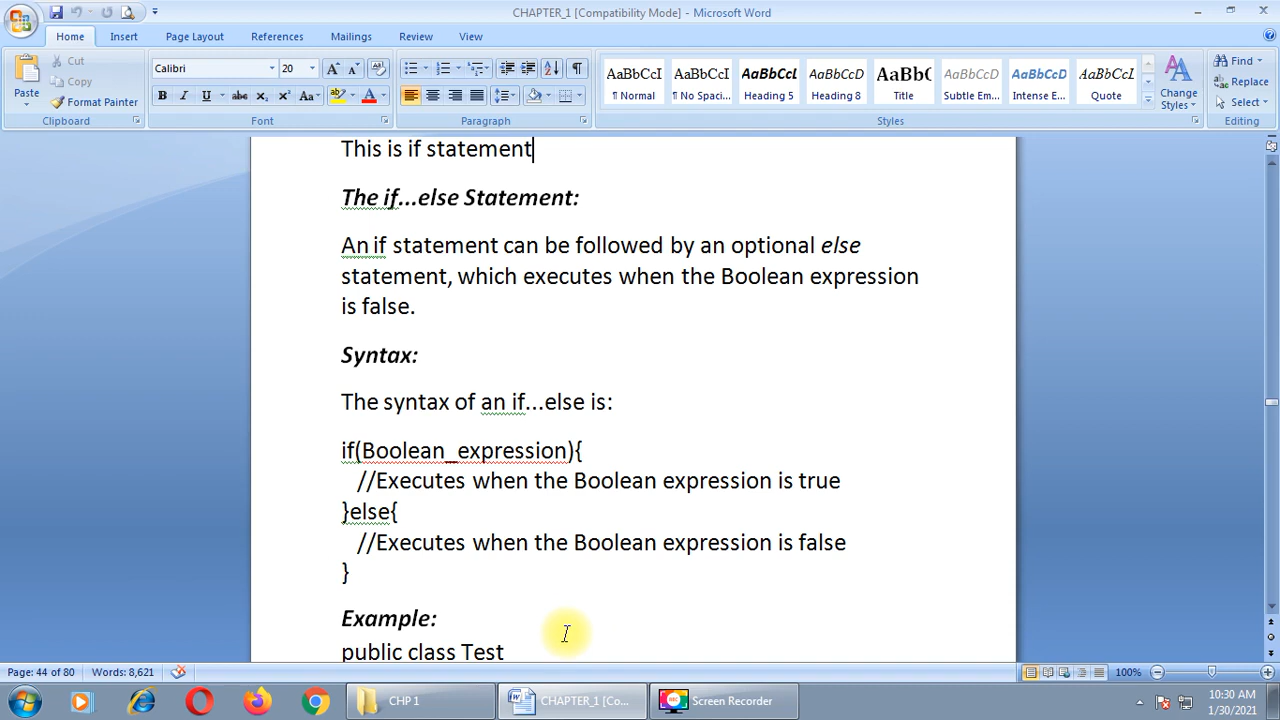 CHAPTER_1 [Compatibility Mode] - Microsoft Word
Home Insert Page Layout References Mailings Review View
Paste
Cut
Copy
Format Painter
Clipboard
Calibri 20
B I U abc X₂ X² Aa
Font
Paragraph
AaBbCcI AaBbCcI AaBbCcL AaBbCcD AaBbC AaBbCcD AaBbCcD AaBbCcL
¶ Normal ¶ No Spaci... Heading 5 Heading 8 Title Subtle Em... Intense E... Quote
Change
Styles
Styles
Find
Replace
Select
Editing
This is if statement
The if...else Statement:
An if statement can be followed by an optional else
statement, which executes when the Boolean expression
is false.
Syntax:
The syntax of an if...else is:
if(Boolean_expression){
//Executes when the Boolean expression is true
}else{
//Executes when the Boolean expression is false
}
Example:
public class Test
Page: 44 of 80 Words: 8,621 100%
CHP 1 CHAPTER_1 [Co... Screen Recorder
10:30 AM
1/30/2021